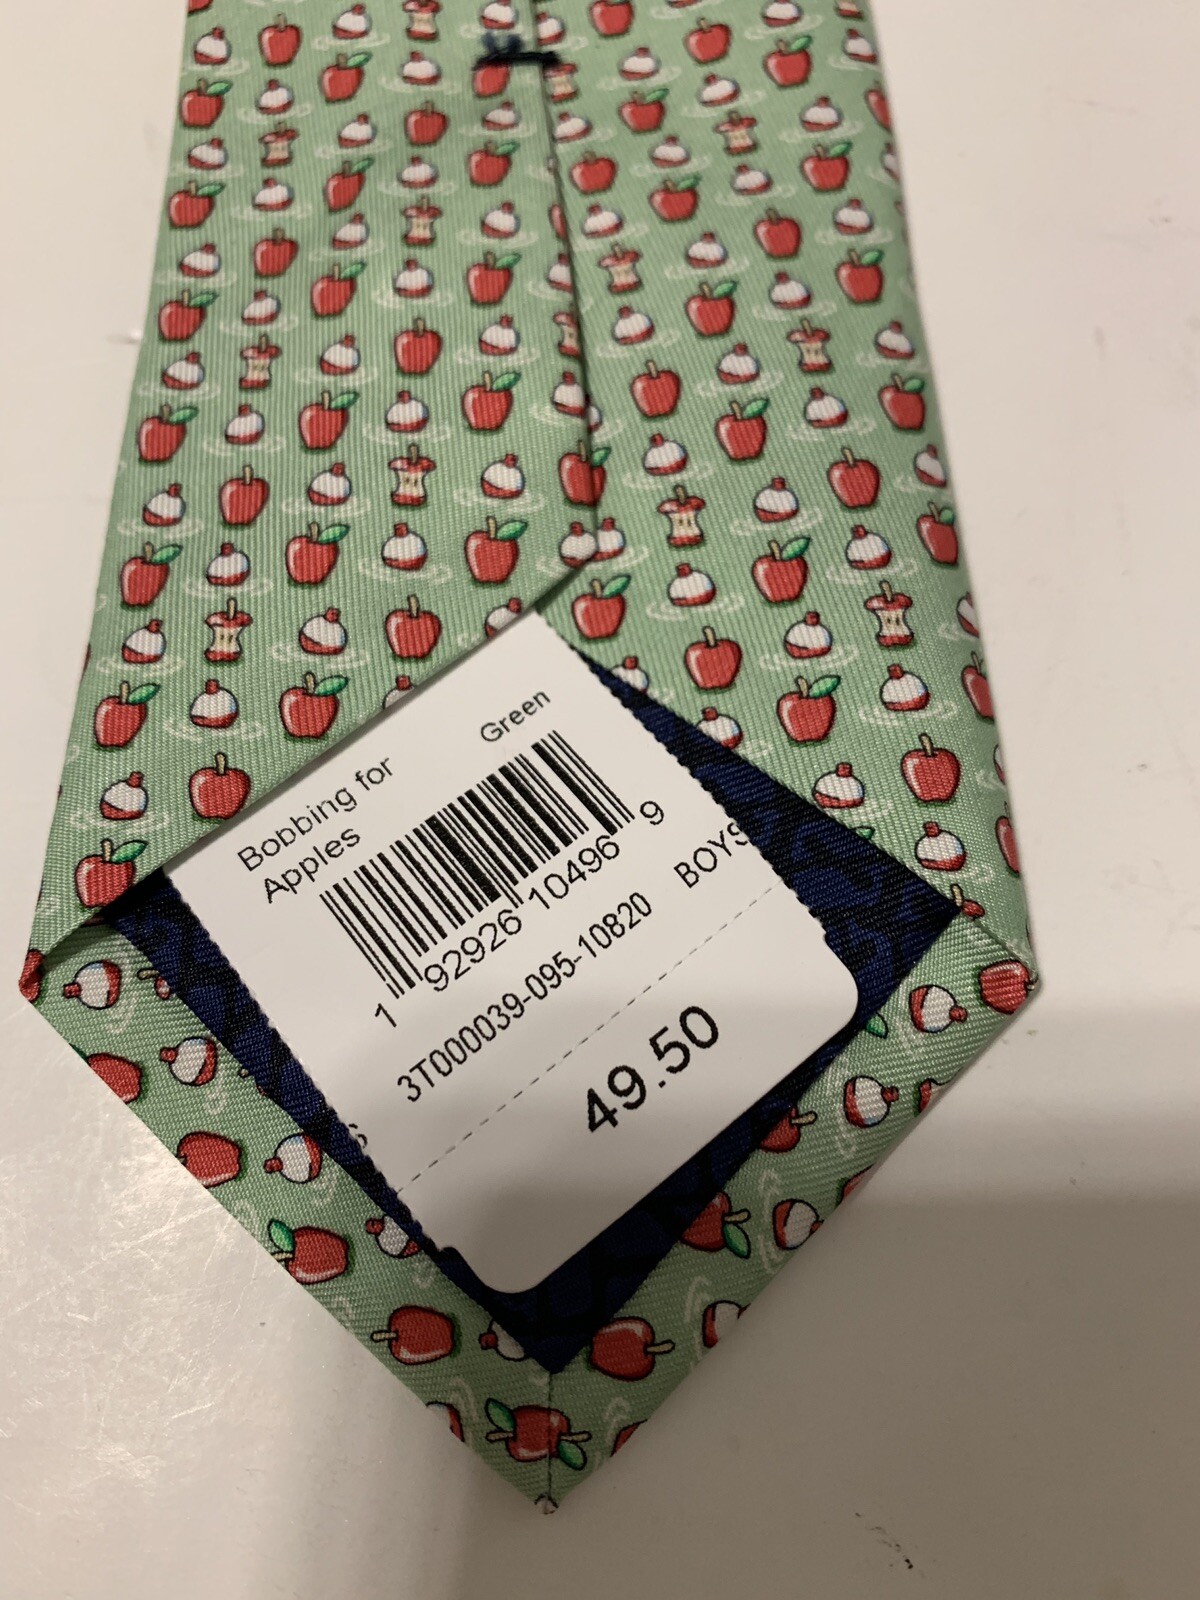 Bobbing for
Apples
Green
1 92926 10496 9
3T000039-095-10820
BOYS
49.50